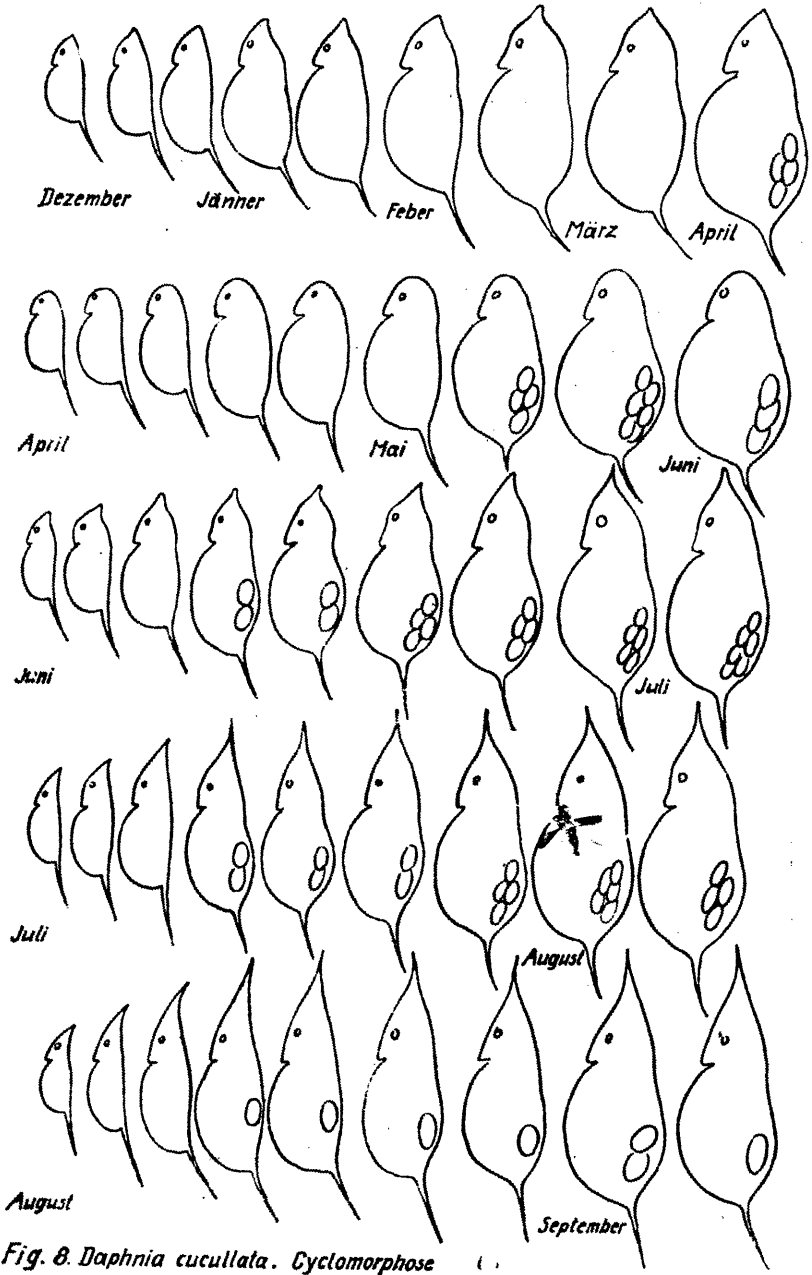 Dezember Jänner Feber März April
April Mai Juni
Juni Juli
Juli August
August September
Fig. 8. Daphnia cucullata. Cyclomorphose